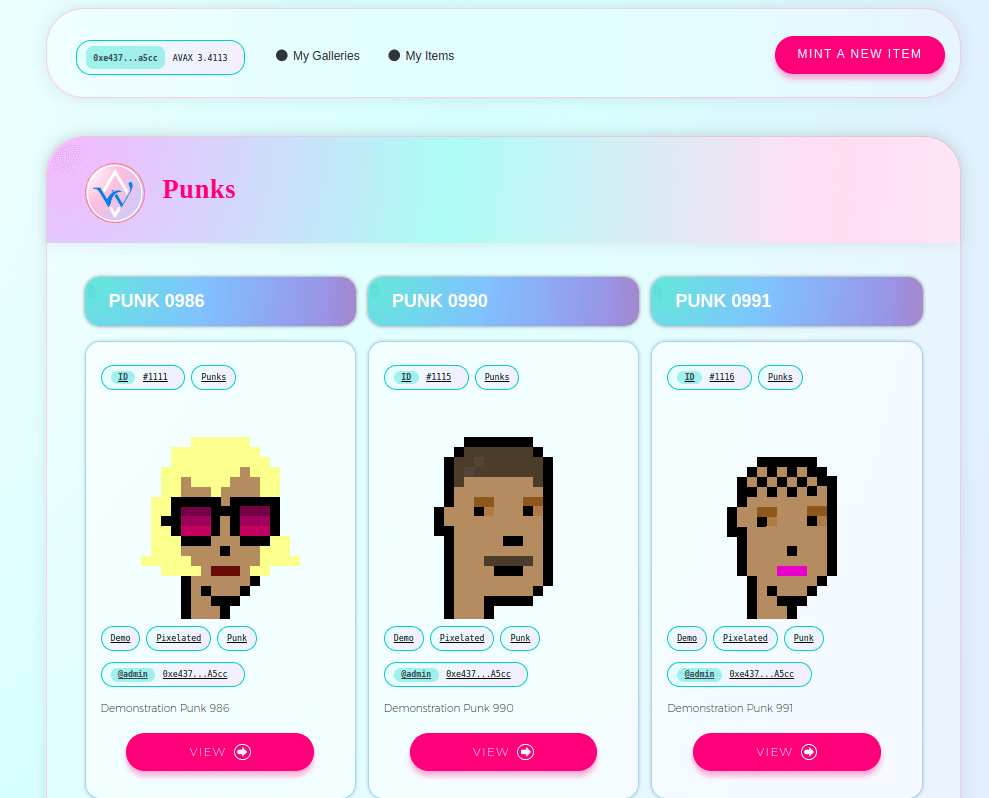 0xe437...a5cc AVAX 3.4113 My Galleries My Items MINT A NEW ITEM
Punks
PUNK 0986 PUNK 0990 PUNK 0991
ID #1111 Punks ID #1115 Punks ID #1116 Punks
Demo Pixelated Punk Demo Pixelated Punk Demo Pixelated Punk
@admin 0xe437...A5cc @admin 0xe437...A5cc @admin 0xe437...A5cc
Demonstration Punk 986 Demonstration Punk 990 Demonstration Punk 991
VIEW VIEW VIEW